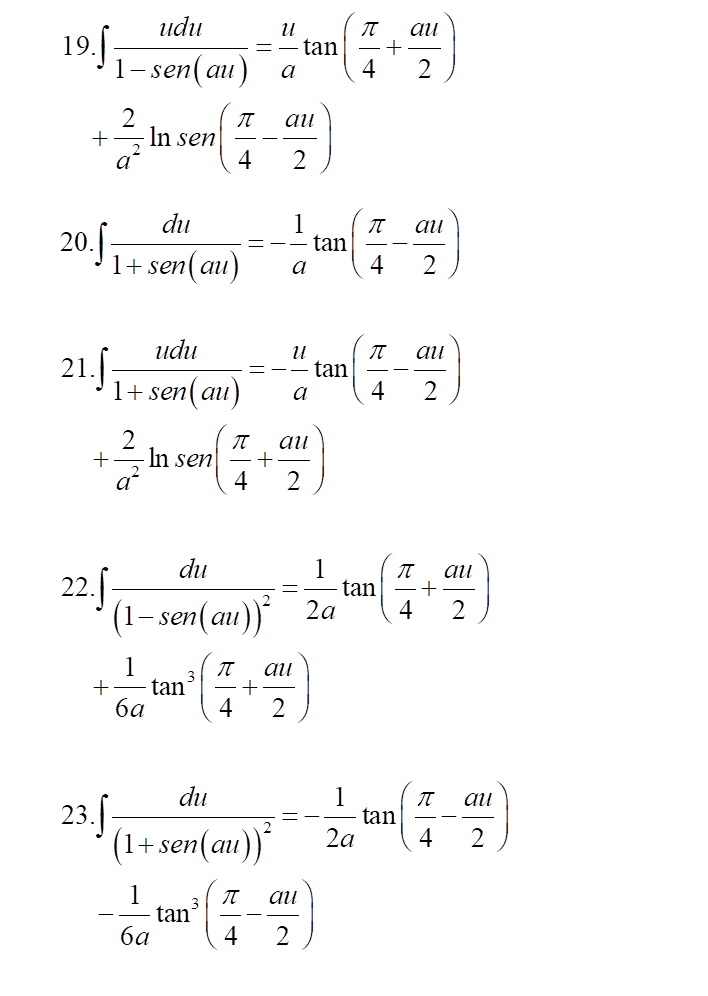 19. ∫ udu / (1 − sen(au)) = u/a tan(π/4 + au/2)
+ 2/a² ln sen(π/4 − au/2)
20. ∫ du / (1 + sen(au)) = − 1/a tan(π/4 − au/2)
21. ∫ udu / (1 + sen(au)) = − u/a tan(π/4 − au/2)
+ 2/a² ln sen(π/4 + au/2)
22. ∫ du / (1 − sen(au))² = 1/2a tan(π/4 + au/2)
+ 1/6a tan³(π/4 + au/2)
23. ∫ du / (1 + sen(au))² = − 1/2a tan(π/4 − au/2)
− 1/6a tan³(π/4 − au/2)